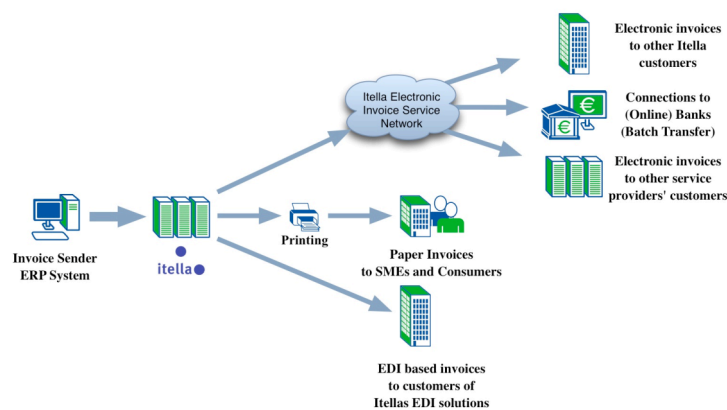 Electronic invoices
to other Itella
customers
Itella Electronic
Invoice Service
Network
Connections to
(Online) Banks
(Batch Transfer)
€
€
Electronic invoices
to other service
providers' customers
Invoice Sender
ERP System
itella
Printing
Paper Invoices
to SMEs and Consumers
EDI based invoices
to customers of
Itellas EDI solutions